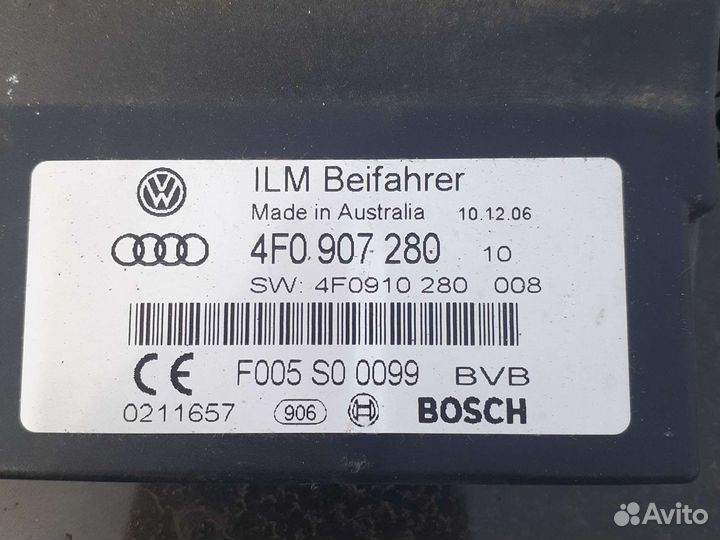 ILM Beifahrer
Made in Australia 10.12.06
4F0 907 280 10
SW: 4F0910 280 008
CE F005 S0 0099 BVB
0211657 906 BOSCH
Avito